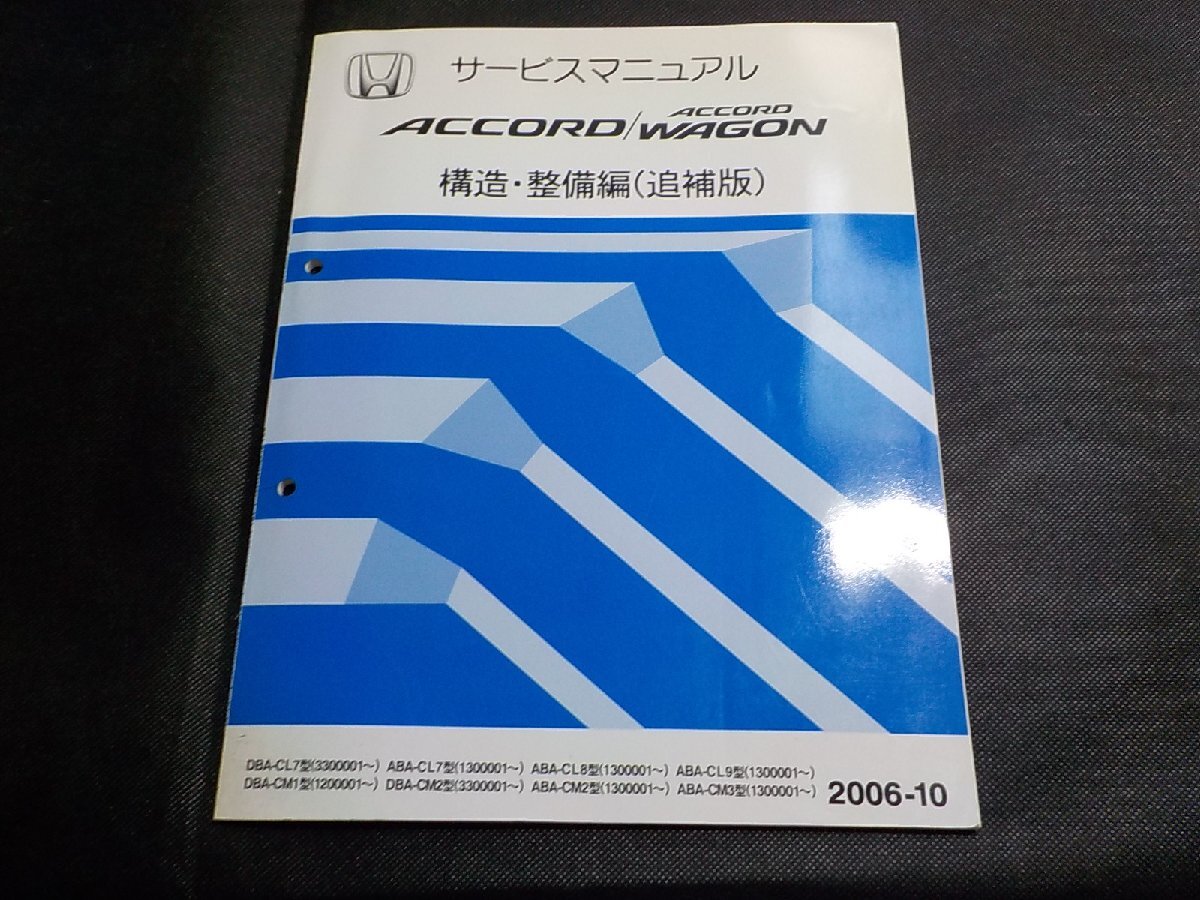 サービスマニュアル
ACCORD/ACCORD WAGON
構造・整備編(追補版)
DBA-CL7型(3300001～) ABA-CL7型(1300001～) ABA-CL8型(1300001～) ABA-CL9型(1300001～)
DBA-CM1型(1200001～) DBA-CM2型(3300001～) ABA-CM2型(1300001～) ABA-CM3型(1300001～)
2006-10